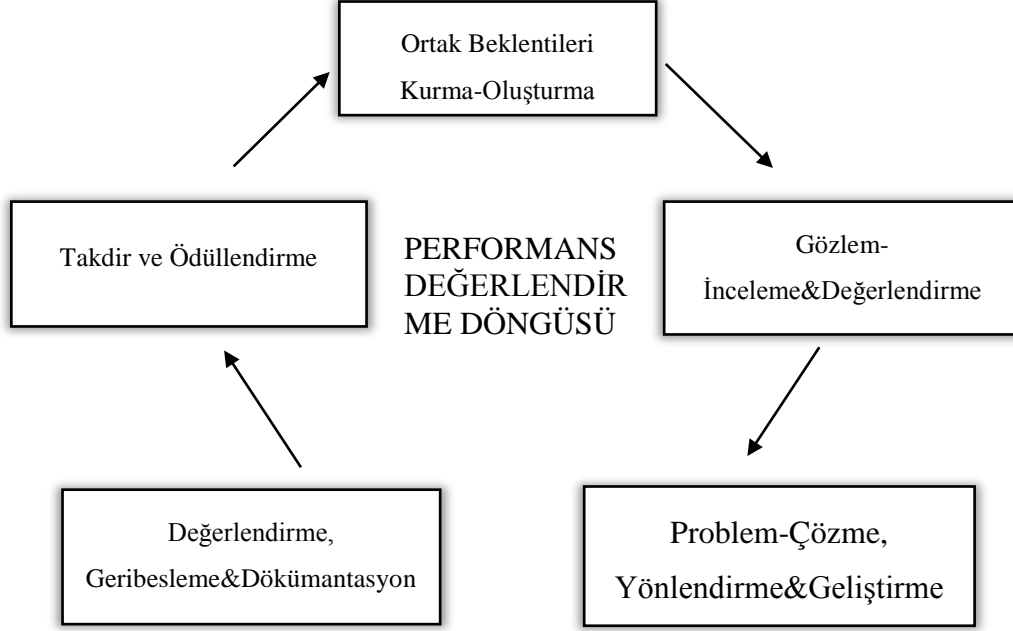 Ortak Beklentileri
Kurma-Oluşturma
Takdir ve Ödüllendirme
PERFORMANS
DEĞERLENDİR
ME DÖNGÜSÜ
Gözlem-
İnceleme&Değerlendirme
Değerlendirme,
Geribesleme&Dökümantasyon
Problem-Çözme,
Yönlendirme&Geliştirme